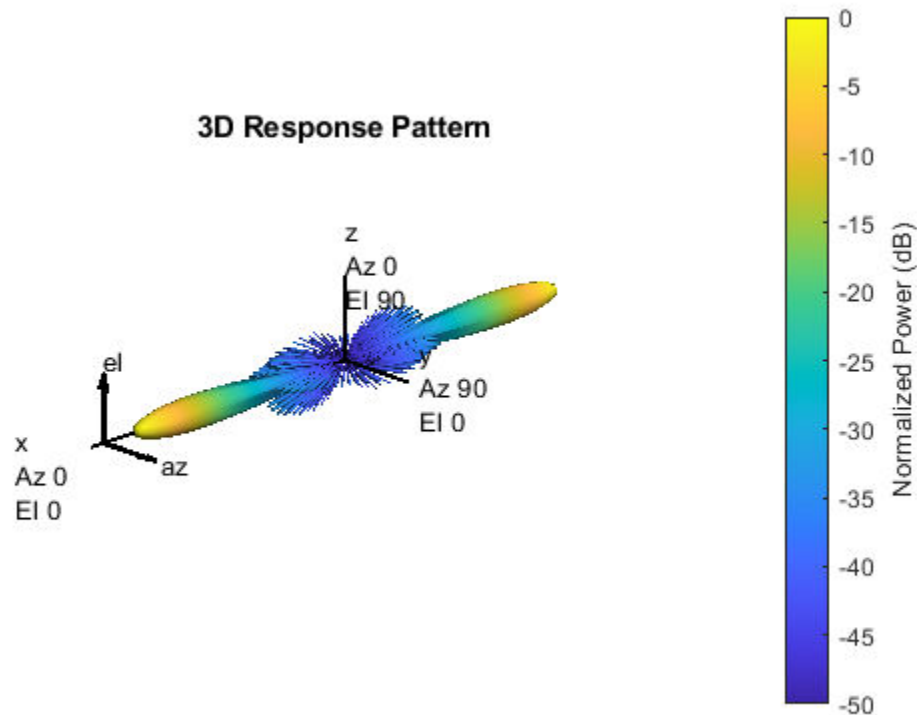 3D Response Pattern
z
Az 0
El 90
y
Az 90
El 0
el
az
x
Az 0
El 0
0
-5
-10
-15
-20
-25
-30
-35
-40
-45
-50
Normalized Power (dB)